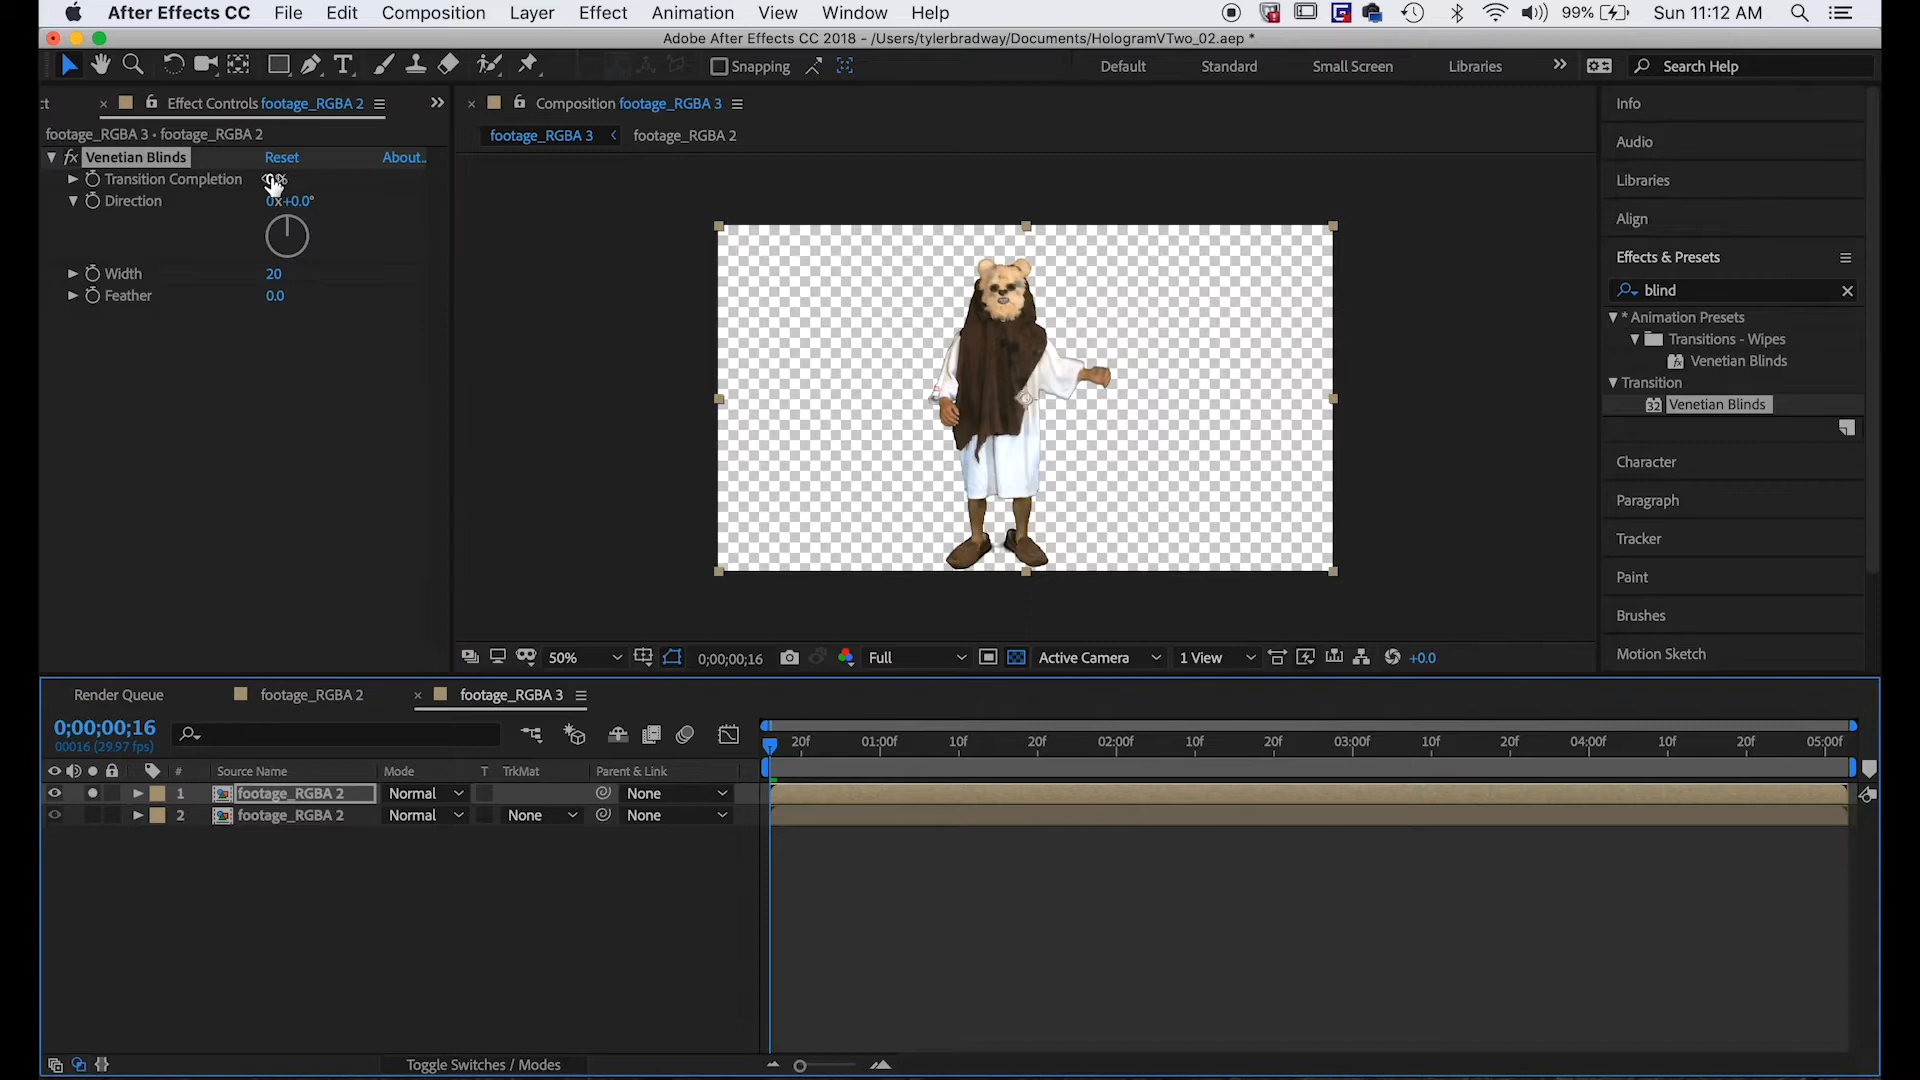 After Effects CC File Edit Composition Layer Effect Animation View Window Help 99% Sun 11:12 AM
Adobe After Effects CC 2018 - /Users/tylerbradway/Documents/HologramVTwo_02.aep *
Snapping Default Standard Small Screen Libraries Search Help
Effect Controls footage_RGBA 2
footage_RGBA 3 • footage_RGBA 2
fx Venetian Blinds Reset About..
Transition Completion
Direction 0x+0.0°
Width 20
Feather 0.0
Composition footage_RGBA 3
footage_RGBA 3 footage_RGBA 2
50% 0;00;00;16 Full Active Camera 1 View +0.0
Info
Audio
Libraries
Align
Effects & Presets
blind
* Animation Presets
Transitions - Wipes
Venetian Blinds
Transition
32 Venetian Blinds
Character
Paragraph
Tracker
Paint
Brushes
Motion Sketch
Render Queue footage_RGBA 2 footage_RGBA 3
0;00;00;16
00016 (29.97 fps)
20f 01:00f 10f 20f 02:00f 10f 20f 03:00f 10f 20f 04:00f 10f 20f 05:00f
# Source Name Mode T TrkMat Parent & Link
1 footage_RGBA 2 Normal None
2 footage_RGBA 2 Normal None None
Toggle Switches / Modes